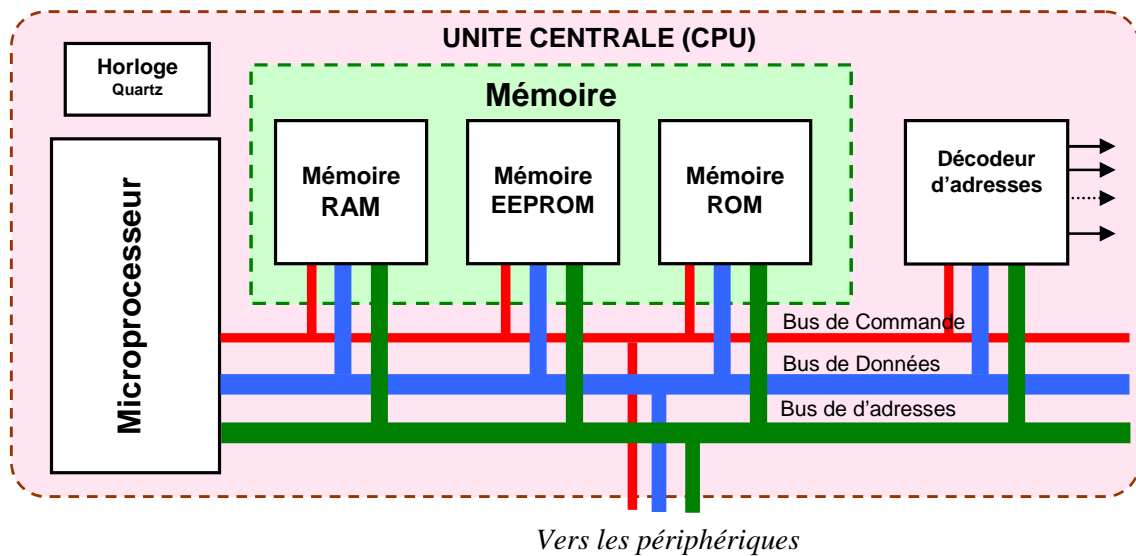 UNITE CENTRALE (CPU)
Horloge
Quartz
Mémoire
Microprocesseur
Mémoire
RAM
Mémoire
EEPROM
Mémoire
ROM
Décodeur
d’adresses
Bus de Commande
Bus de Données
Bus de d’adresses
Vers les périphériques